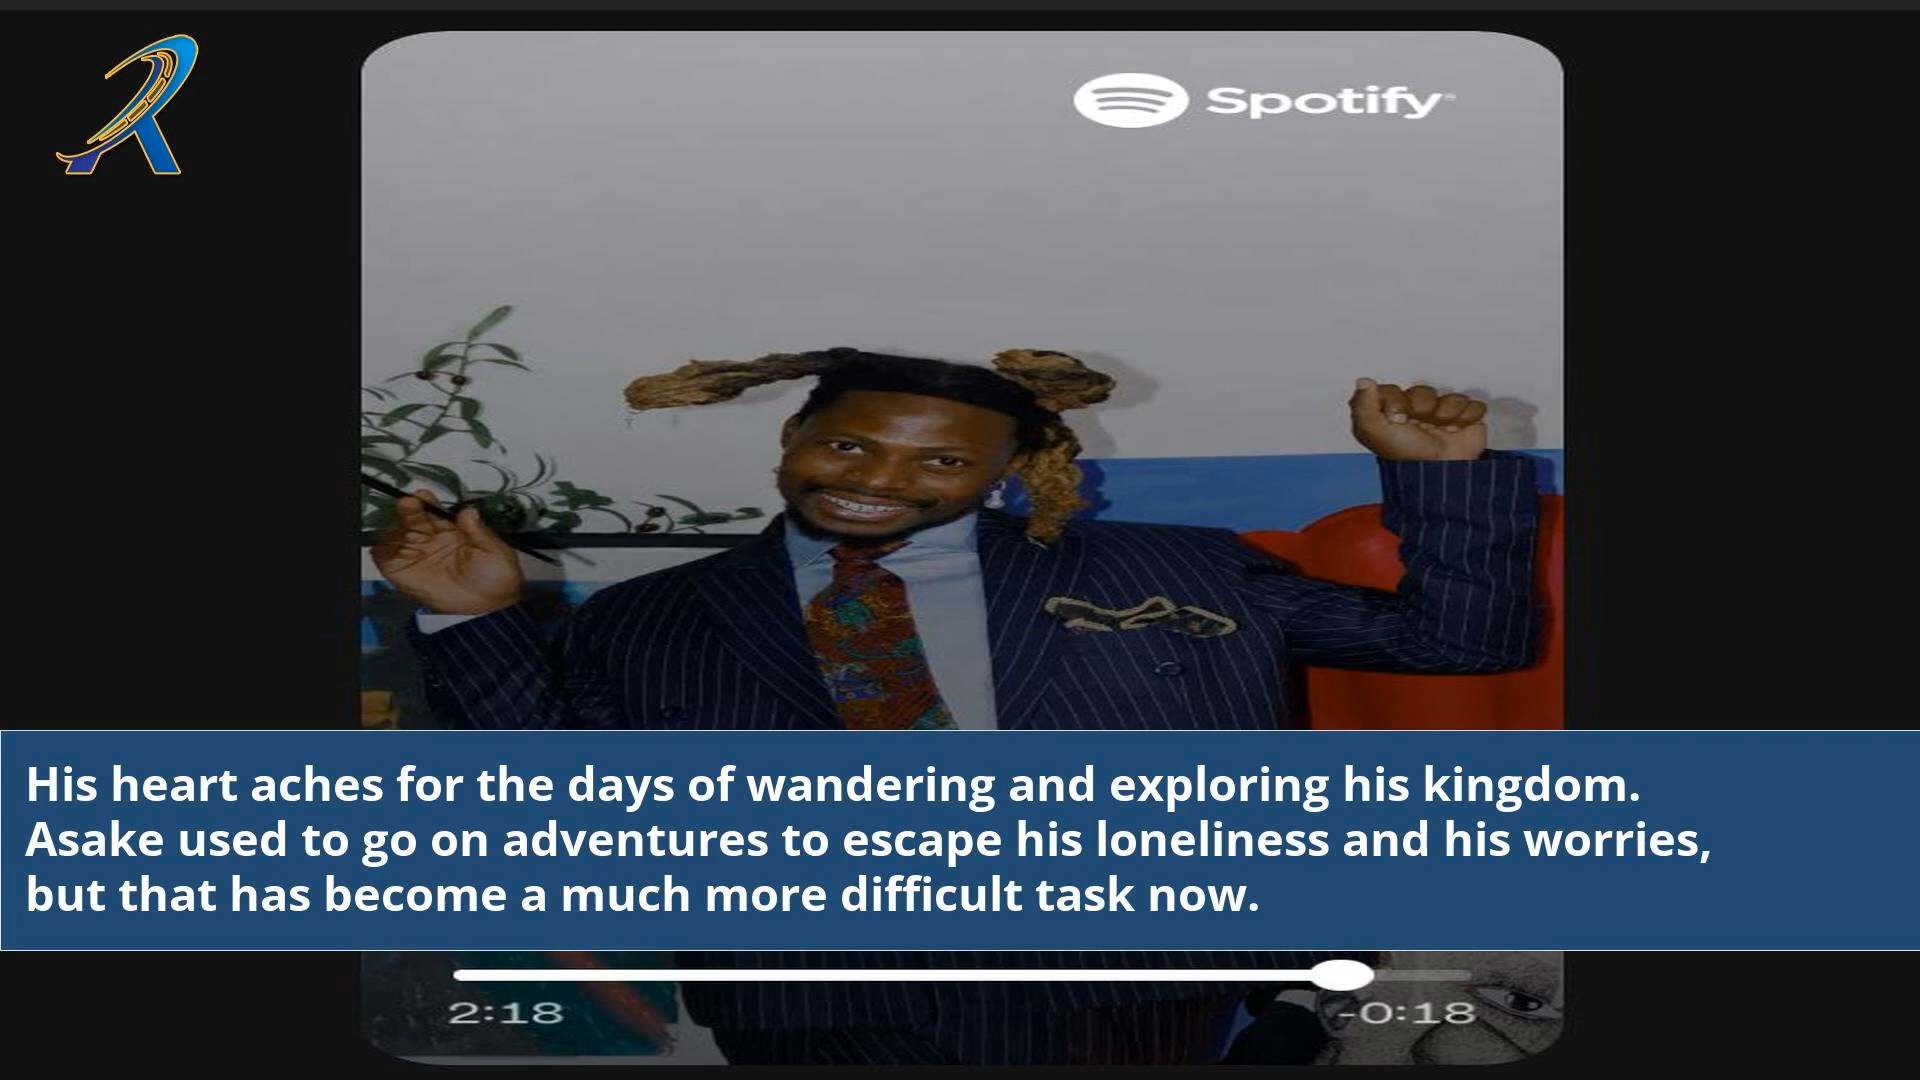 Spotify
His heart aches for the days of wandering and exploring his kingdom.
Asake used to go on adventures to escape his loneliness and his worries,
but that has become a much more difficult task now.
2:18
-0:18